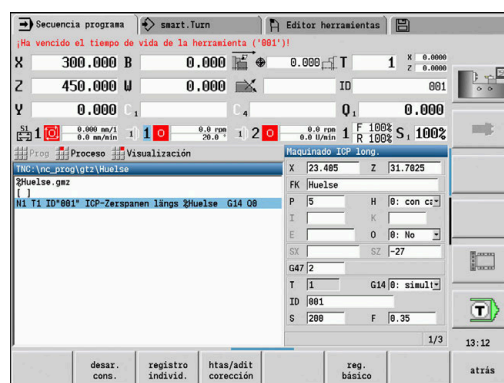 Secuencia programa smart.Turn Editor herramientas
¡Ha vencido el tiempo de vida de la herramienta ('001')!
X 300.000 B 0.000 0.000 T 1 X 0.0000 Z 0.0000
Z 450.000 U 0.000 ID 001
Y 0.000 C 1 C 4 Q1 0.000
S1 1 0.000 mm/1 0.0 mm/min 1 1 0.0 rpm 20.0 ° 1 2 0.0 rpm 0.0 U/min 1 F 100% R 100% S1 100%
Prog Proceso Visualización
TNC:\nc_prog\gtz\Huelse
%Huelse.gmz
[ ]
N1 T1 ID"001" ICP-Zerspanen längs %Huelse G14 Q0
Maquinado ICP long.
X 23.405 Z 31.7025
FK Huelse
P 5 H 0: con ca
I K
E O 0: No
SX SZ -27
G47 2
T 1 G14 0: simult
ID 001
S 200 F 0.35
1/3
T
13:12
desar. cons.
registro individ.
htas/adit corección
reg. básico
atrás